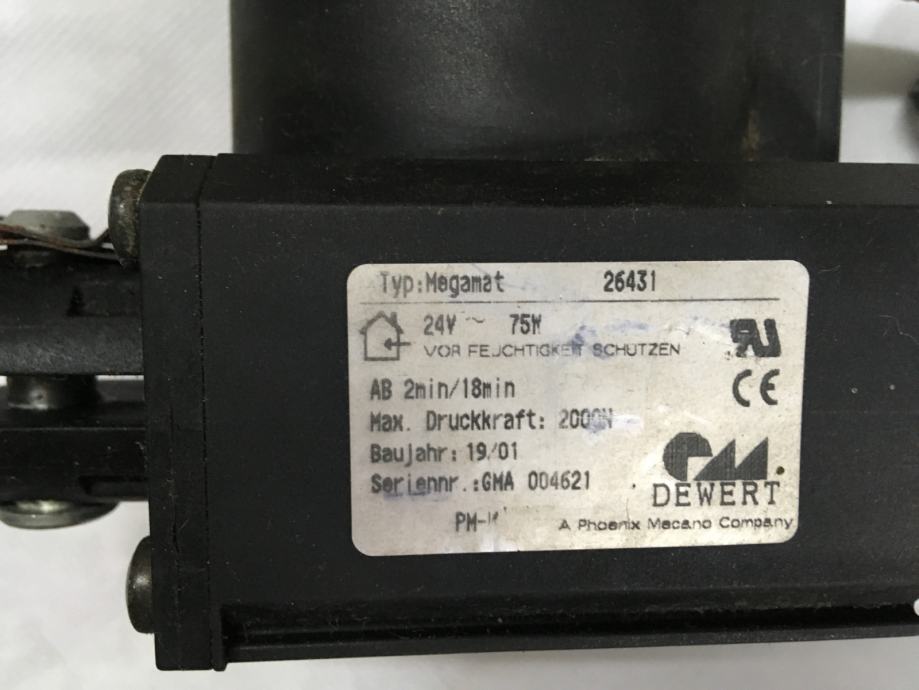 Typ: Megamat 26431
24V ~ 75W
VOR FEUCHTIGKEIT SCHÜTZEN
AB 2min/18min
Max. Druckkraft: 2000N
Baujahr: 19/01
Seriennr.: GMA 004621
DEWERT
PM-
A Phoenix Mecano Company